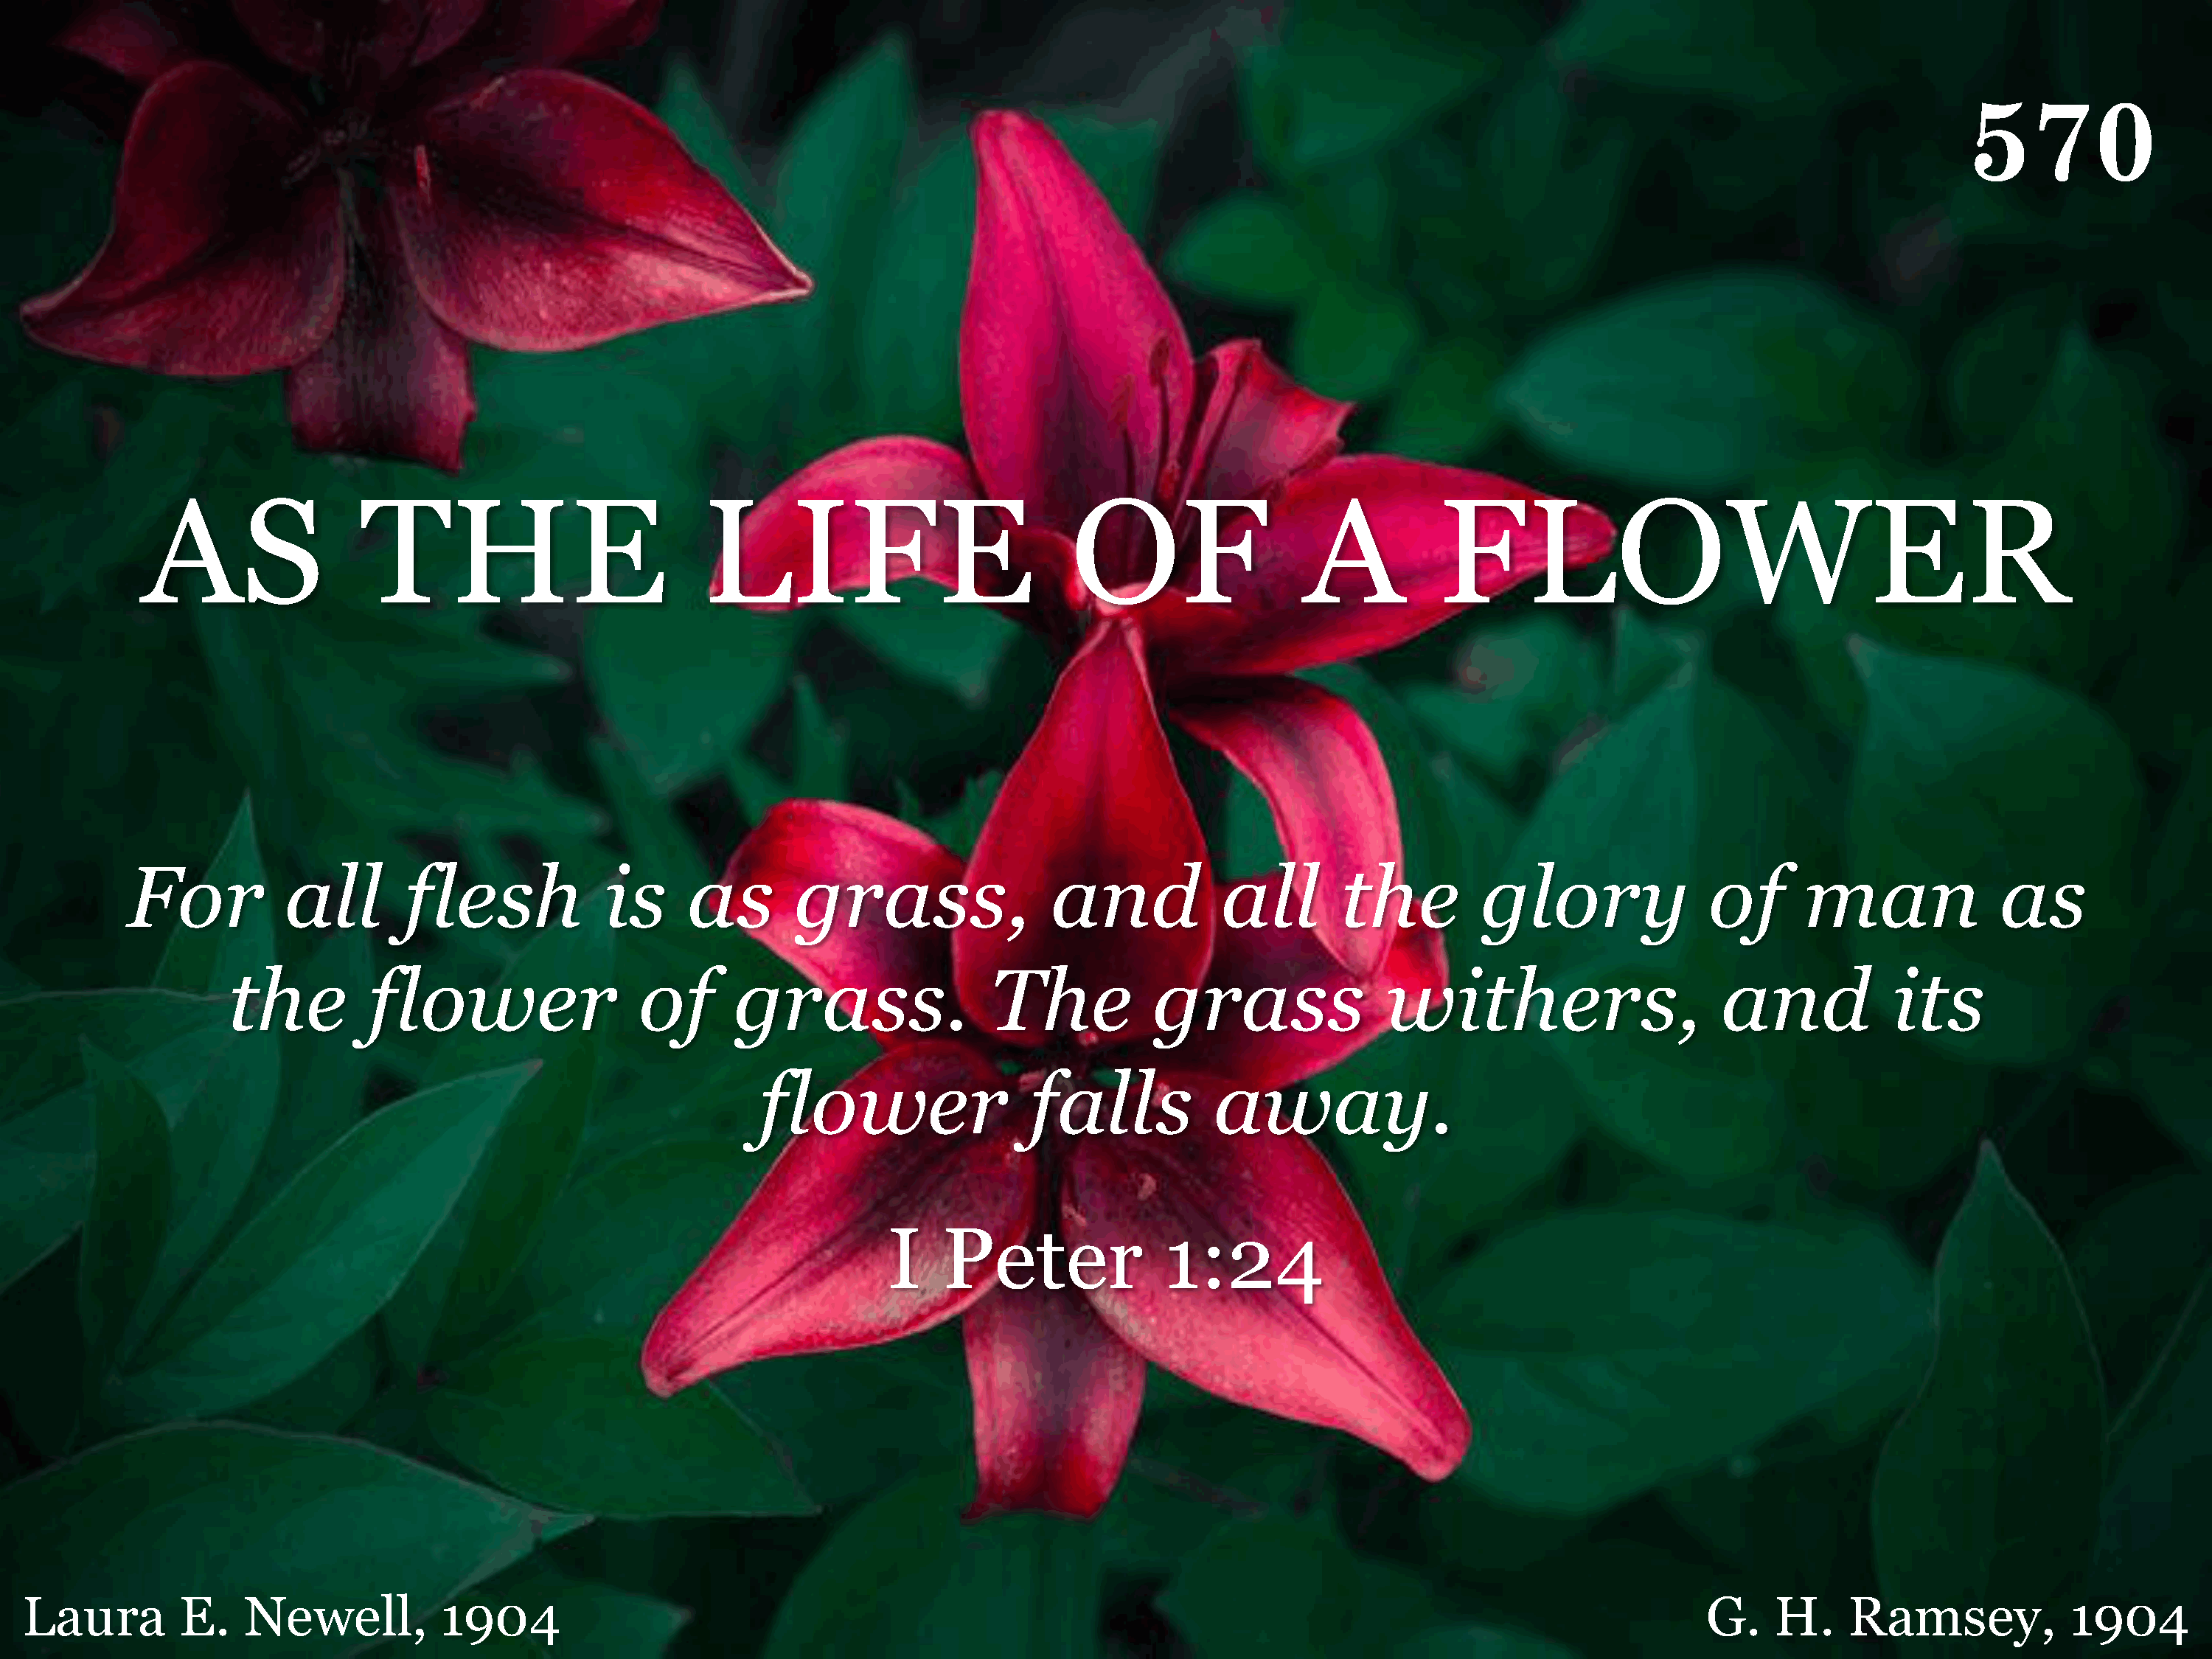 570
AS THE LIFE OF A FLOWER
For all flesh is as grass, and all the glory of man as
the flower of grass. The grass withers, and its
flower falls away.
I Peter 1:24
Laura E. Newell, 1904
G. H. Ramsey, 1904